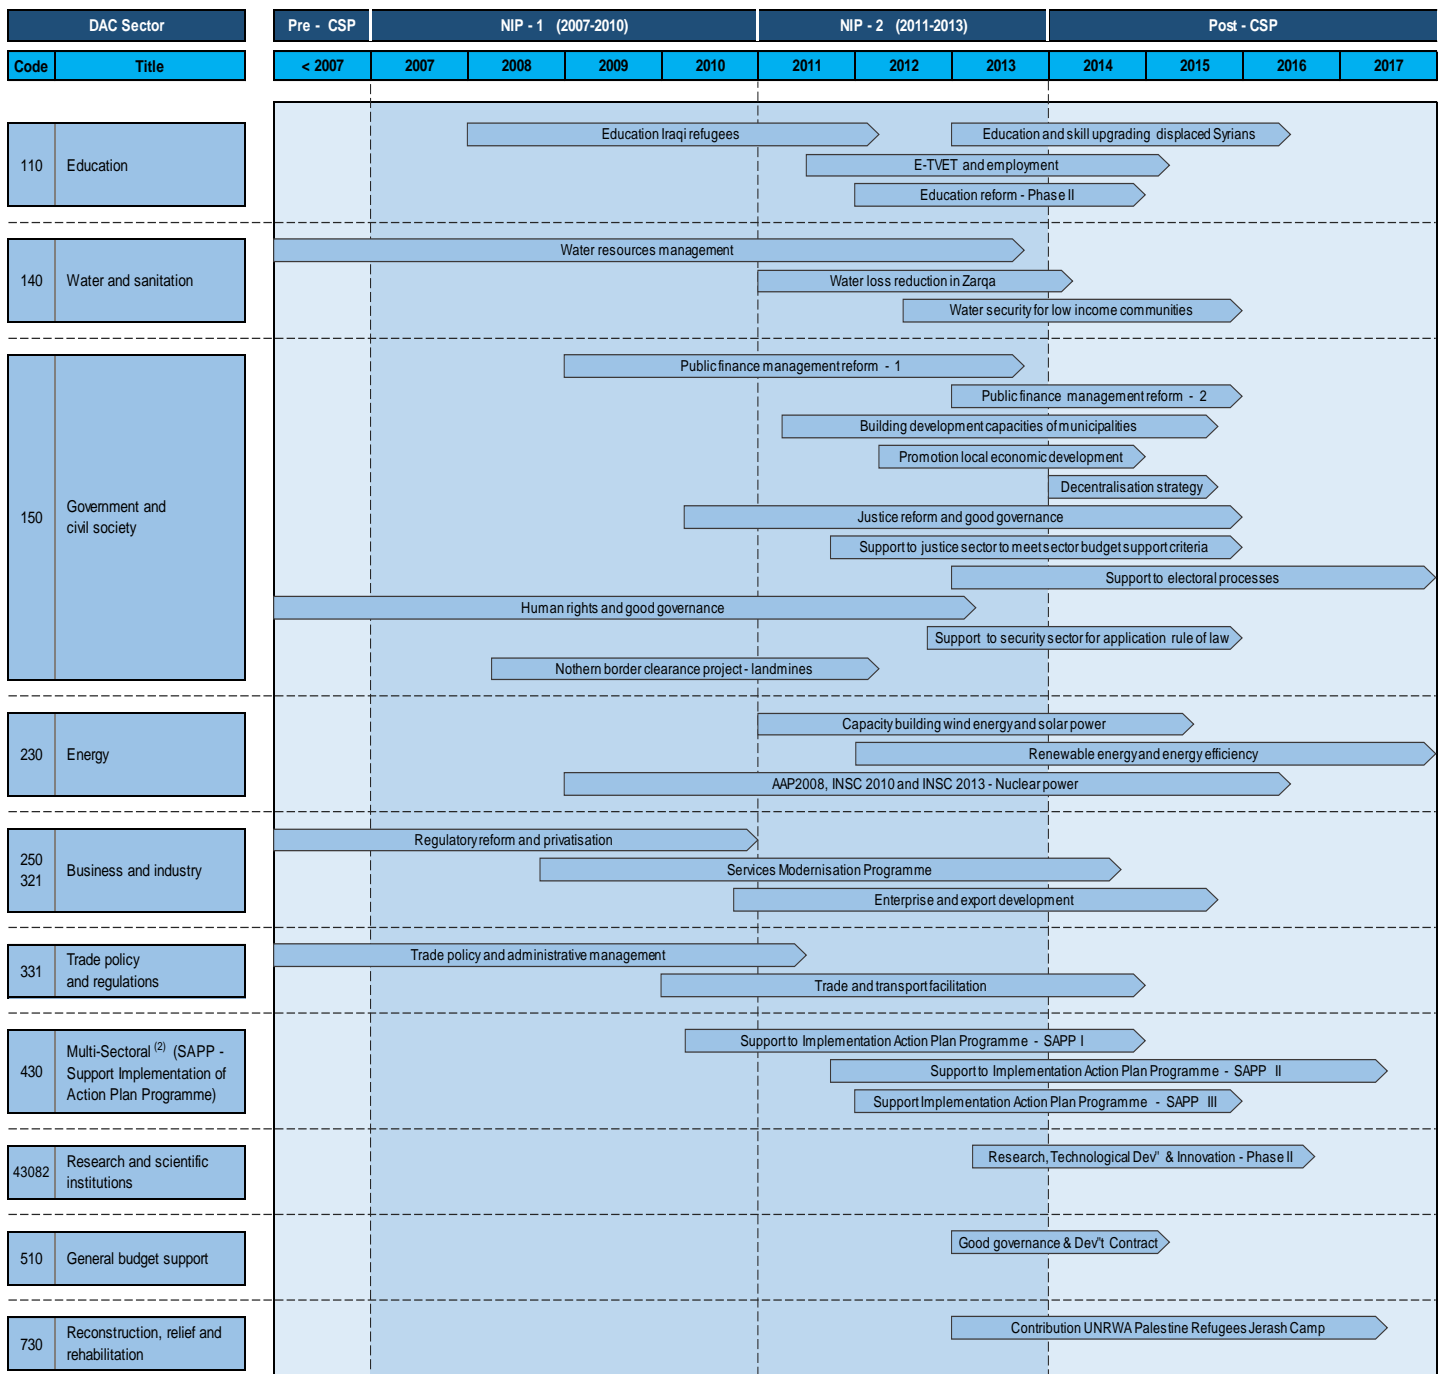 DAC Sector
Pre - CSP
NIP - 1 (2007-2010)
NIP - 2 (2011-2013)
Post - CSP
Code
Title
< 2007
2007
2008
2009
2010
2011
2012
2013
2014
2015
2016
2017
110
Education
Education Iraqi refugees
Education and skill upgrading displaced Syrians
E-TVET and employment
Education reform - Phase II
140
Water and sanitation
Water resources management
Water loss reduction in Zarqa
Water security for low income communities
150
Government and
civil society
Public finance management reform - 1
Public finance management reform - 2
Building development capacities of municipalities
Promotion local economic development
Decentralisation strategy
Justice reform and good governance
Support to justice sector to meet sector budget support criteria
Support to electoral processes
Human rights and good governance
Support to security sector for application rule of law
Nothern border clearance project - landmines
230
Energy
Capacity building wind energy and solar power
Renewable energy and energy efficiency
AAP2008, INSC 2010 and INSC 2013 - Nuclear power
250
321
Business and industry
Regulatory reform and privatisation
Services Modernisation Programme
Enterprise and export development
331
Trade policy
and regulations
Trade policy and administrative management
Trade and transport facilitation
430
Multi-Sectoral (2) (SAPP -
Support Implementation of
Action Plan Programme)
Support to Implementation Action Plan Programme - SAPP I
Support to Implementation Action Plan Programme - SAPP II
Support Implementation Action Plan Programme - SAPP III
43082
Research and scientific
institutions
Research, Technological Dev" & Innovation - Phase II
510
General budget support
Good governance & Dev"t Contract
730
Reconstruction, relief and
rehabilitation
Contribution UNRWA Palestine Refugees Jerash Camp